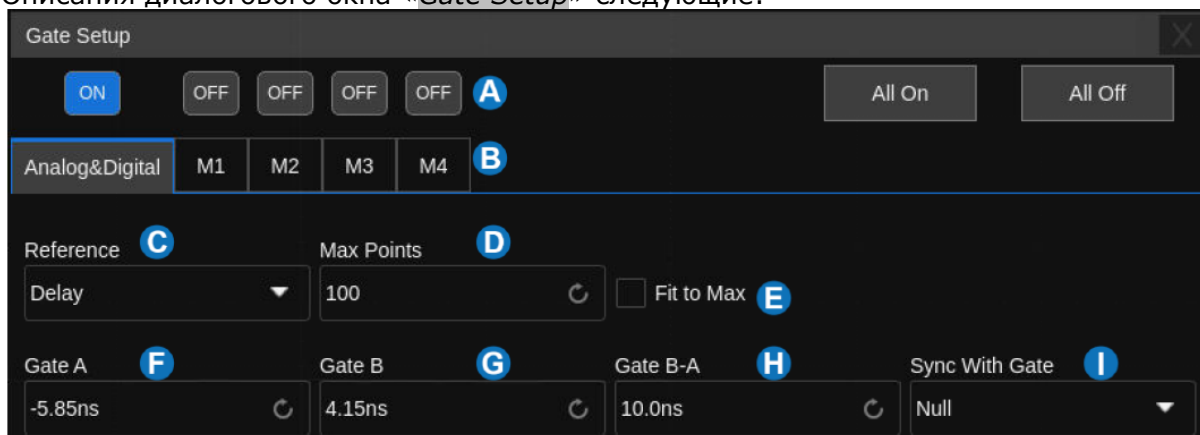 Описания диалогового окна «Gate Setup» следующие:
Gate Setup X
ON OFF OFF OFF OFF A All On All Off
Analog&Digital M1 M2 M3 M4 B
Reference C Max Points D
Delay 100 Fit to Max E
Gate A F Gate B G Gate B-A H Sync With Gate I
-5.85ns 4.15ns 10.0ns Null